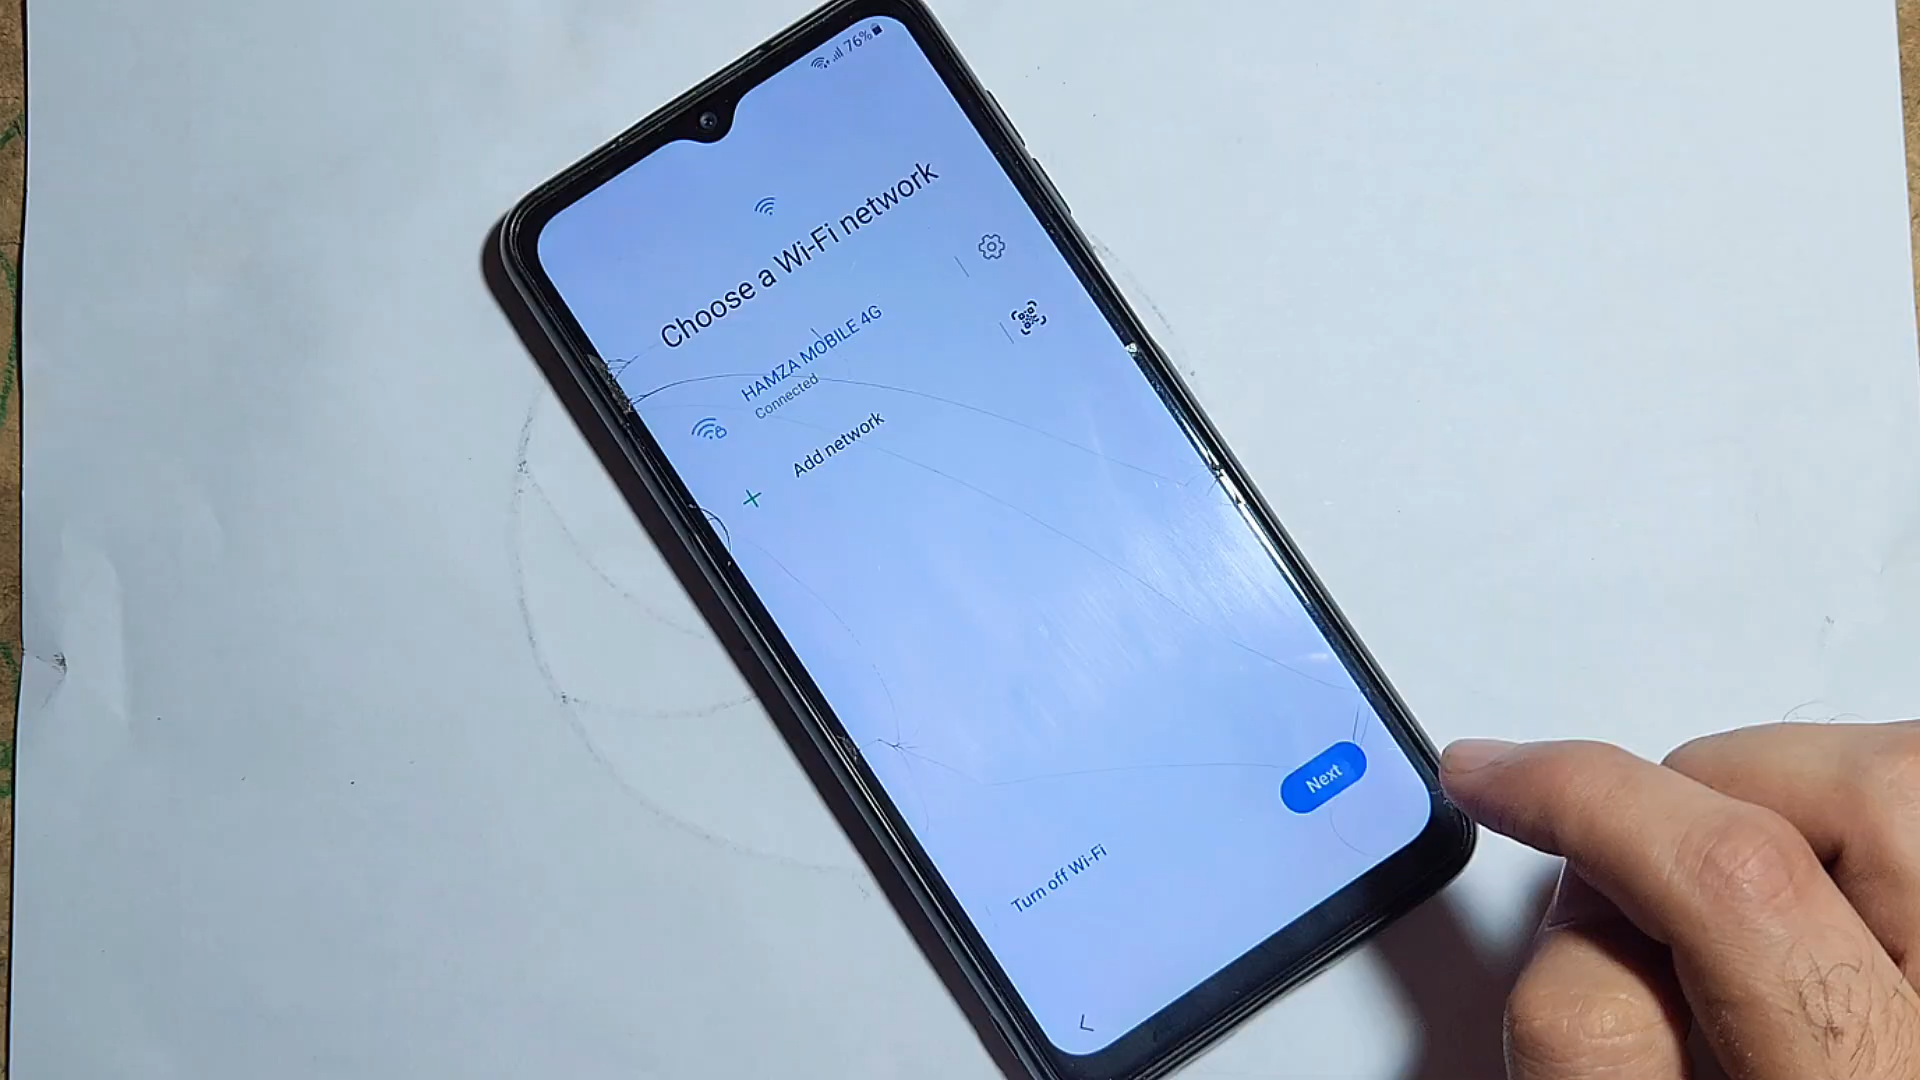 76%
Choose a Wi-Fi network
HAMZA MOBILE 4G
Connected
Add network
Next
Turn off Wi-Fi